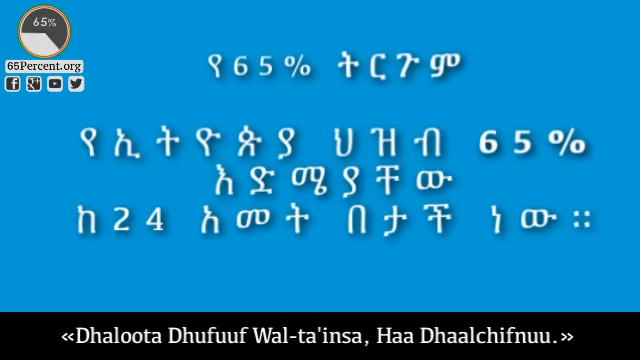 65%
65Percent.org
የ65% ትርጉም
የኢትዮጵያ ህዝብ 65%
እድሜያቸው
ከ24 አመት በታች ነው።
«Dhaloota Dhufuuf Wal-ta'insa, Haa Dhaalchifnuu.»